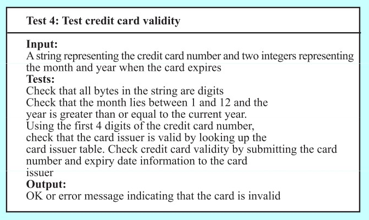 Test 4: Test credit card validity
Input:
A string representing the credit card number and two integers representing
the month and year when the card expires
Tests:
Check that all bytes in the string are digits
Check that the month lies between 1 and 12 and the
year is greater than or equal to the current year.
Using the first 4 digits of the credit card number,
check that the card issuer is valid by looking up the
card issuer table. Check credit card validity by submitting the card
number and expiry date information to the card
issuer
Output:
OK or error message indicating that the card is invalid